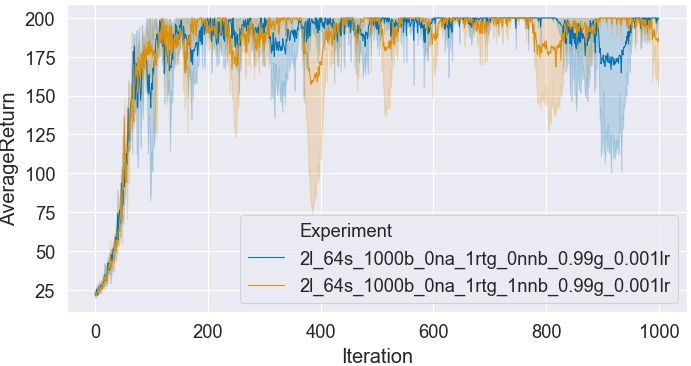 200
175
150
125
100
75
50
25
AverageReturn
Experiment
2l_64s_1000b_0na_1rtg_0nnb_0.99g_0.001lr
2l_64s_1000b_0na_1rtg_1nnb_0.99g_0.001lr
0 200 400 600 800 1000
Iteration